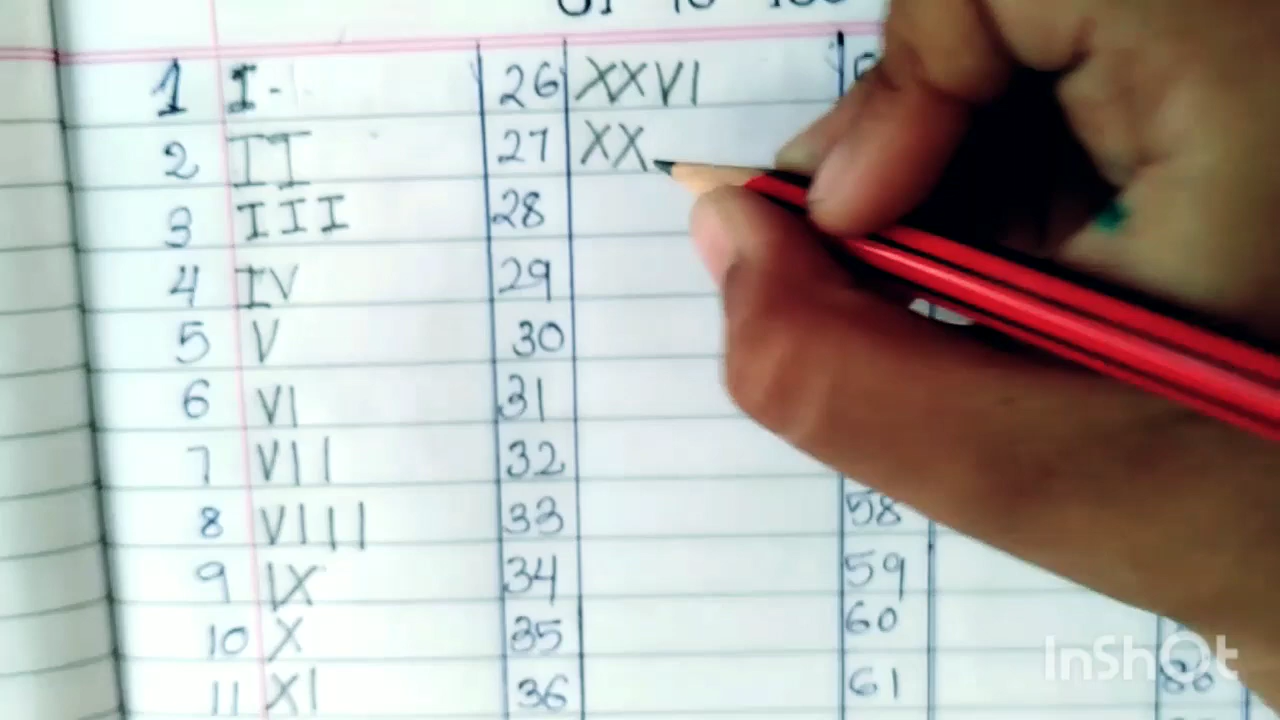 1 I 26 XXVI
2 II 27 XX
3 III 28
4 IV 29
5 V 30
6 VI 31
7 VII 32
8 VIII 33 58
9 IX 34 59
10 X 35 60
11 XI 36 61
InShOt